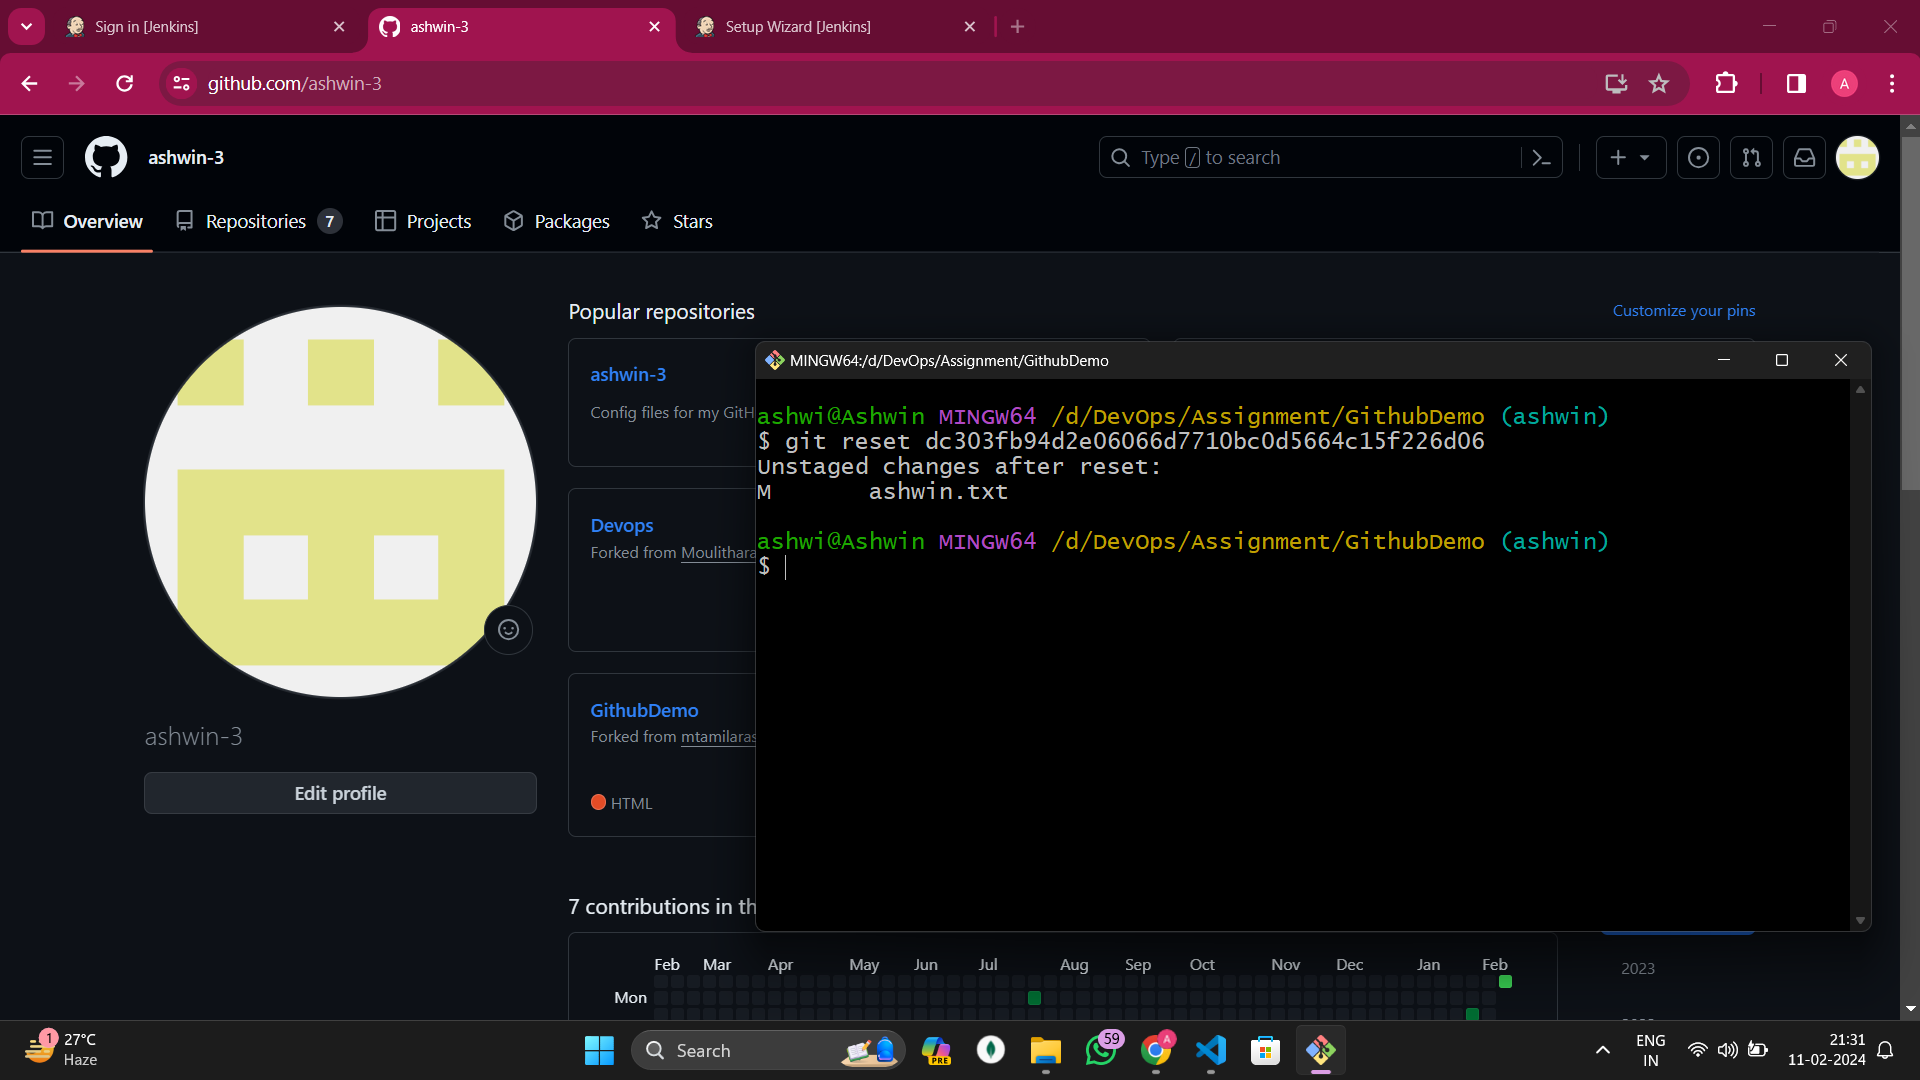 Sign in [Jenkins]
ashwin-3
Setup Wizard [Jenkins]
github.com/ashwin-3
A
ashwin-3
Type / to search
Overview
Repositories 7
Projects
Packages
Stars
Popular repositories
Customize your pins
ashwin-3
Config files for my GitH
Devops
Forked from Moulithara
GithubDemo
Forked from mtamilaras
HTML
ashwin-3
Edit profile
MINGW64:/d/DevOps/Assignment/GithubDemo
ashwi@Ashwin MINGW64 /d/DevOps/Assignment/GithubDemo (ashwin)
$ git reset dc303fb94d2e06066d7710bc0d5664c15f226d06
Unstaged changes after reset:
M ashwin.txt
ashwi@Ashwin MINGW64 /d/DevOps/Assignment/GithubDemo (ashwin)
$
7 contributions in th
Feb Mar Apr May Jun Jul Aug Sep Oct Nov Dec Jan Feb
Mon
2023
1
27°C
Haze
Search
PRE
59
A
ENG
IN
21:31
11-02-2024